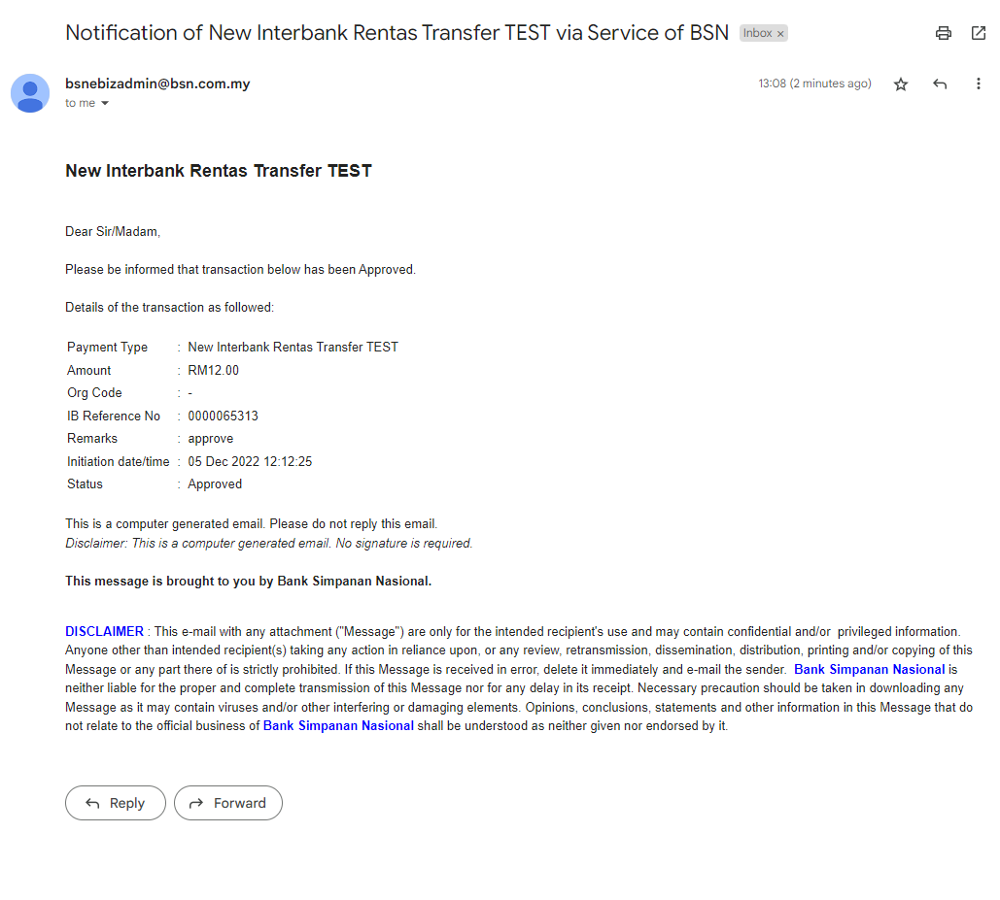 Notification of New Interbank Rentas Transfer TEST via Service of BSN Inbox ×
bsnebizadmin@bsn.com.my 13:08 (2 minutes ago)
to me
New Interbank Rentas Transfer TEST
Dear Sir/Madam,
Please be informed that transaction below has been Approved.
Details of the transaction as followed:
Payment Type : New Interbank Rentas Transfer TEST
Amount : RM12.00
Org Code : -
IB Reference No : 0000065313
Remarks : approve
Initiation date/time : 05 Dec 2022 12:12:25
Status : Approved
This is a computer generated email. Please do not reply this email.
Disclaimer: This is a computer generated email. No signature is required.
This message is brought to you by Bank Simpanan Nasional.
DISCLAIMER : This e-mail with any attachment ("Message") are only for the intended recipient's use and may contain confidential and/or privileged information.
Anyone other than intended recipient(s) taking any action in reliance upon, or any review, retransmission, dissemination, distribution, printing and/or copying of this
Message or any part there of is strictly prohibited. If this Message is received in error, delete it immediately and e-mail the sender. Bank Simpanan Nasional is
neither liable for the proper and complete transmission of this Message nor for any delay in its receipt. Necessary precaution should be taken in downloading any
Message as it may contain viruses and/or other interfering or damaging elements. Opinions, conclusions, statements and other information in this Message that do
not relate to the official business of Bank Simpanan Nasional shall be understood as neither given nor endorsed by it.
Reply Forward